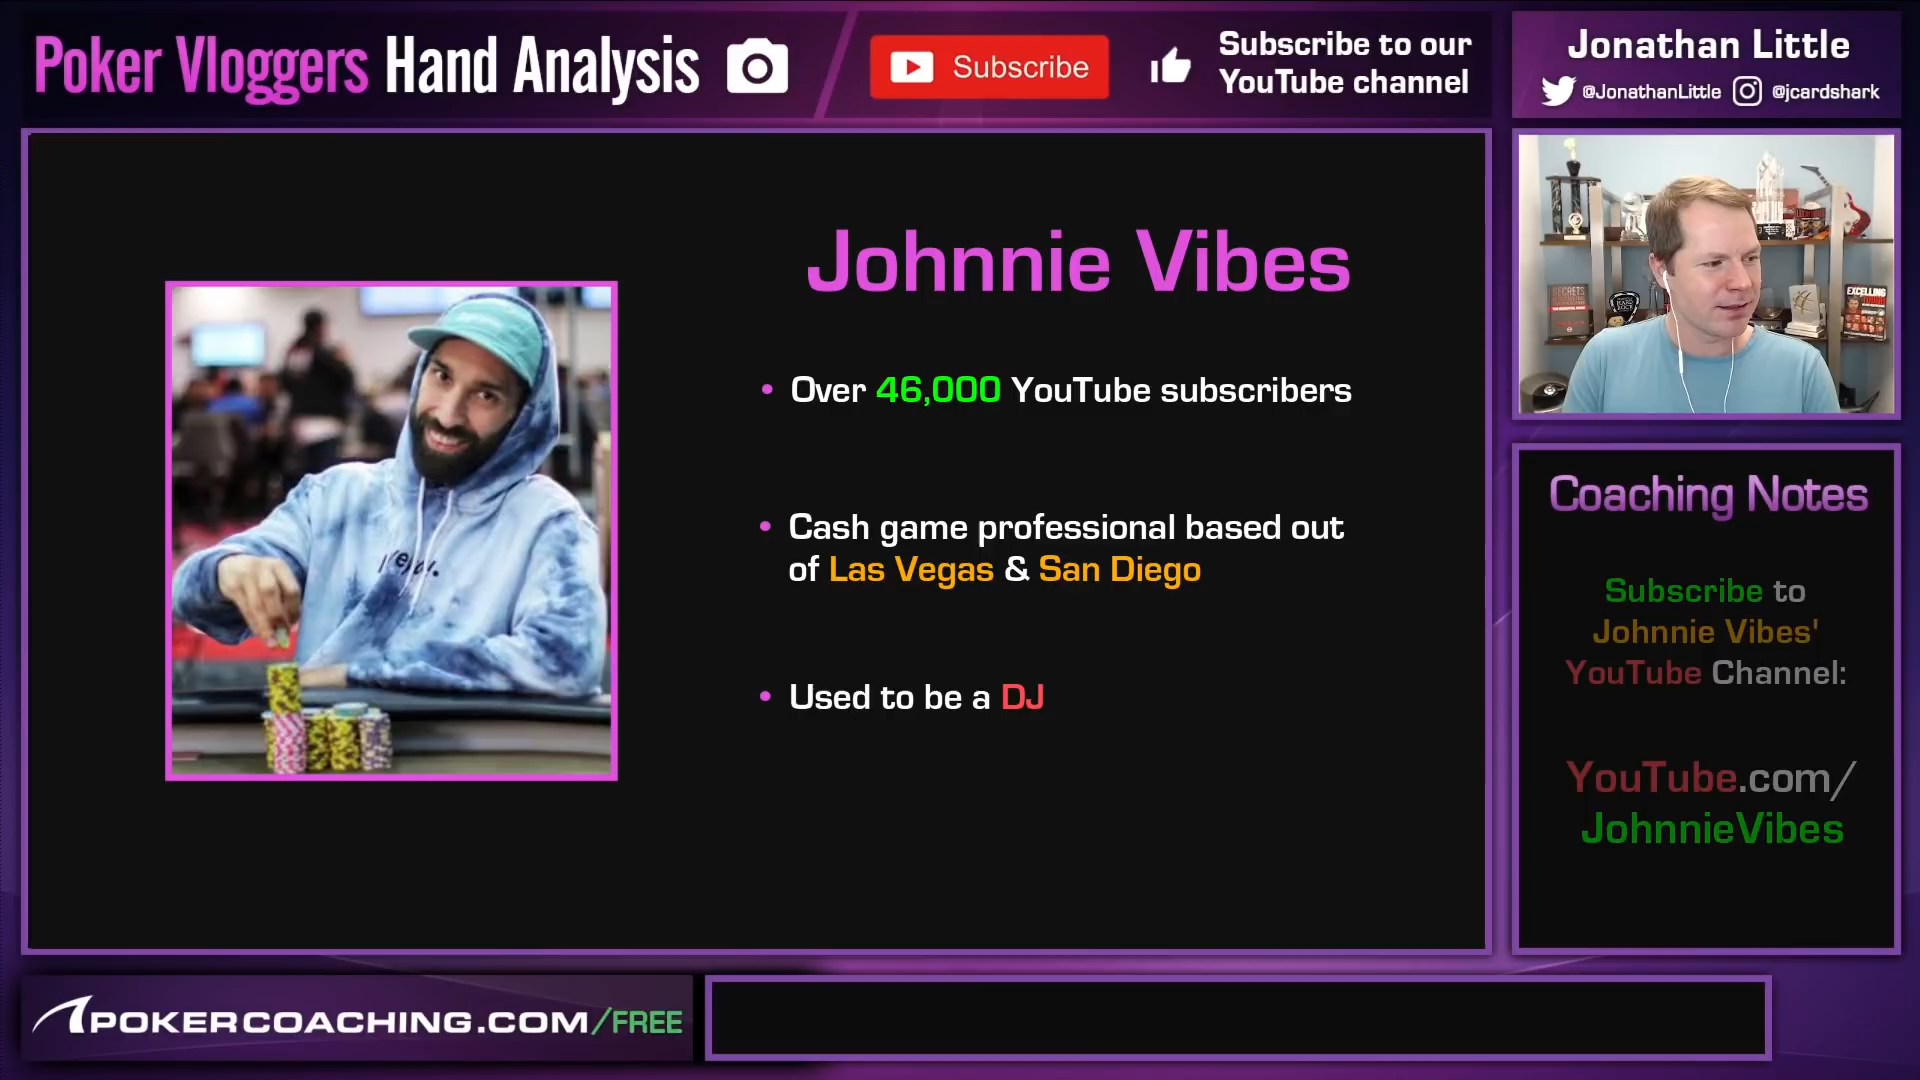 Poker Vloggers Hand Analysis
Subscribe
Subscribe to our
YouTube channel
Jonathan Little
@JonathanLittle @jcardshark
Johnnie Vibes
• Over 46,000 YouTube subscribers
• Cash game professional based out
of Las Vegas & San Diego
• Used to be a DJ
SECRETS
EXCELLING
Coaching Notes
Subscribe to
Johnnie Vibes'
YouTube Channel:
YouTube.com/
JohnnieVibes
POKERCOACHING.COM/FREE